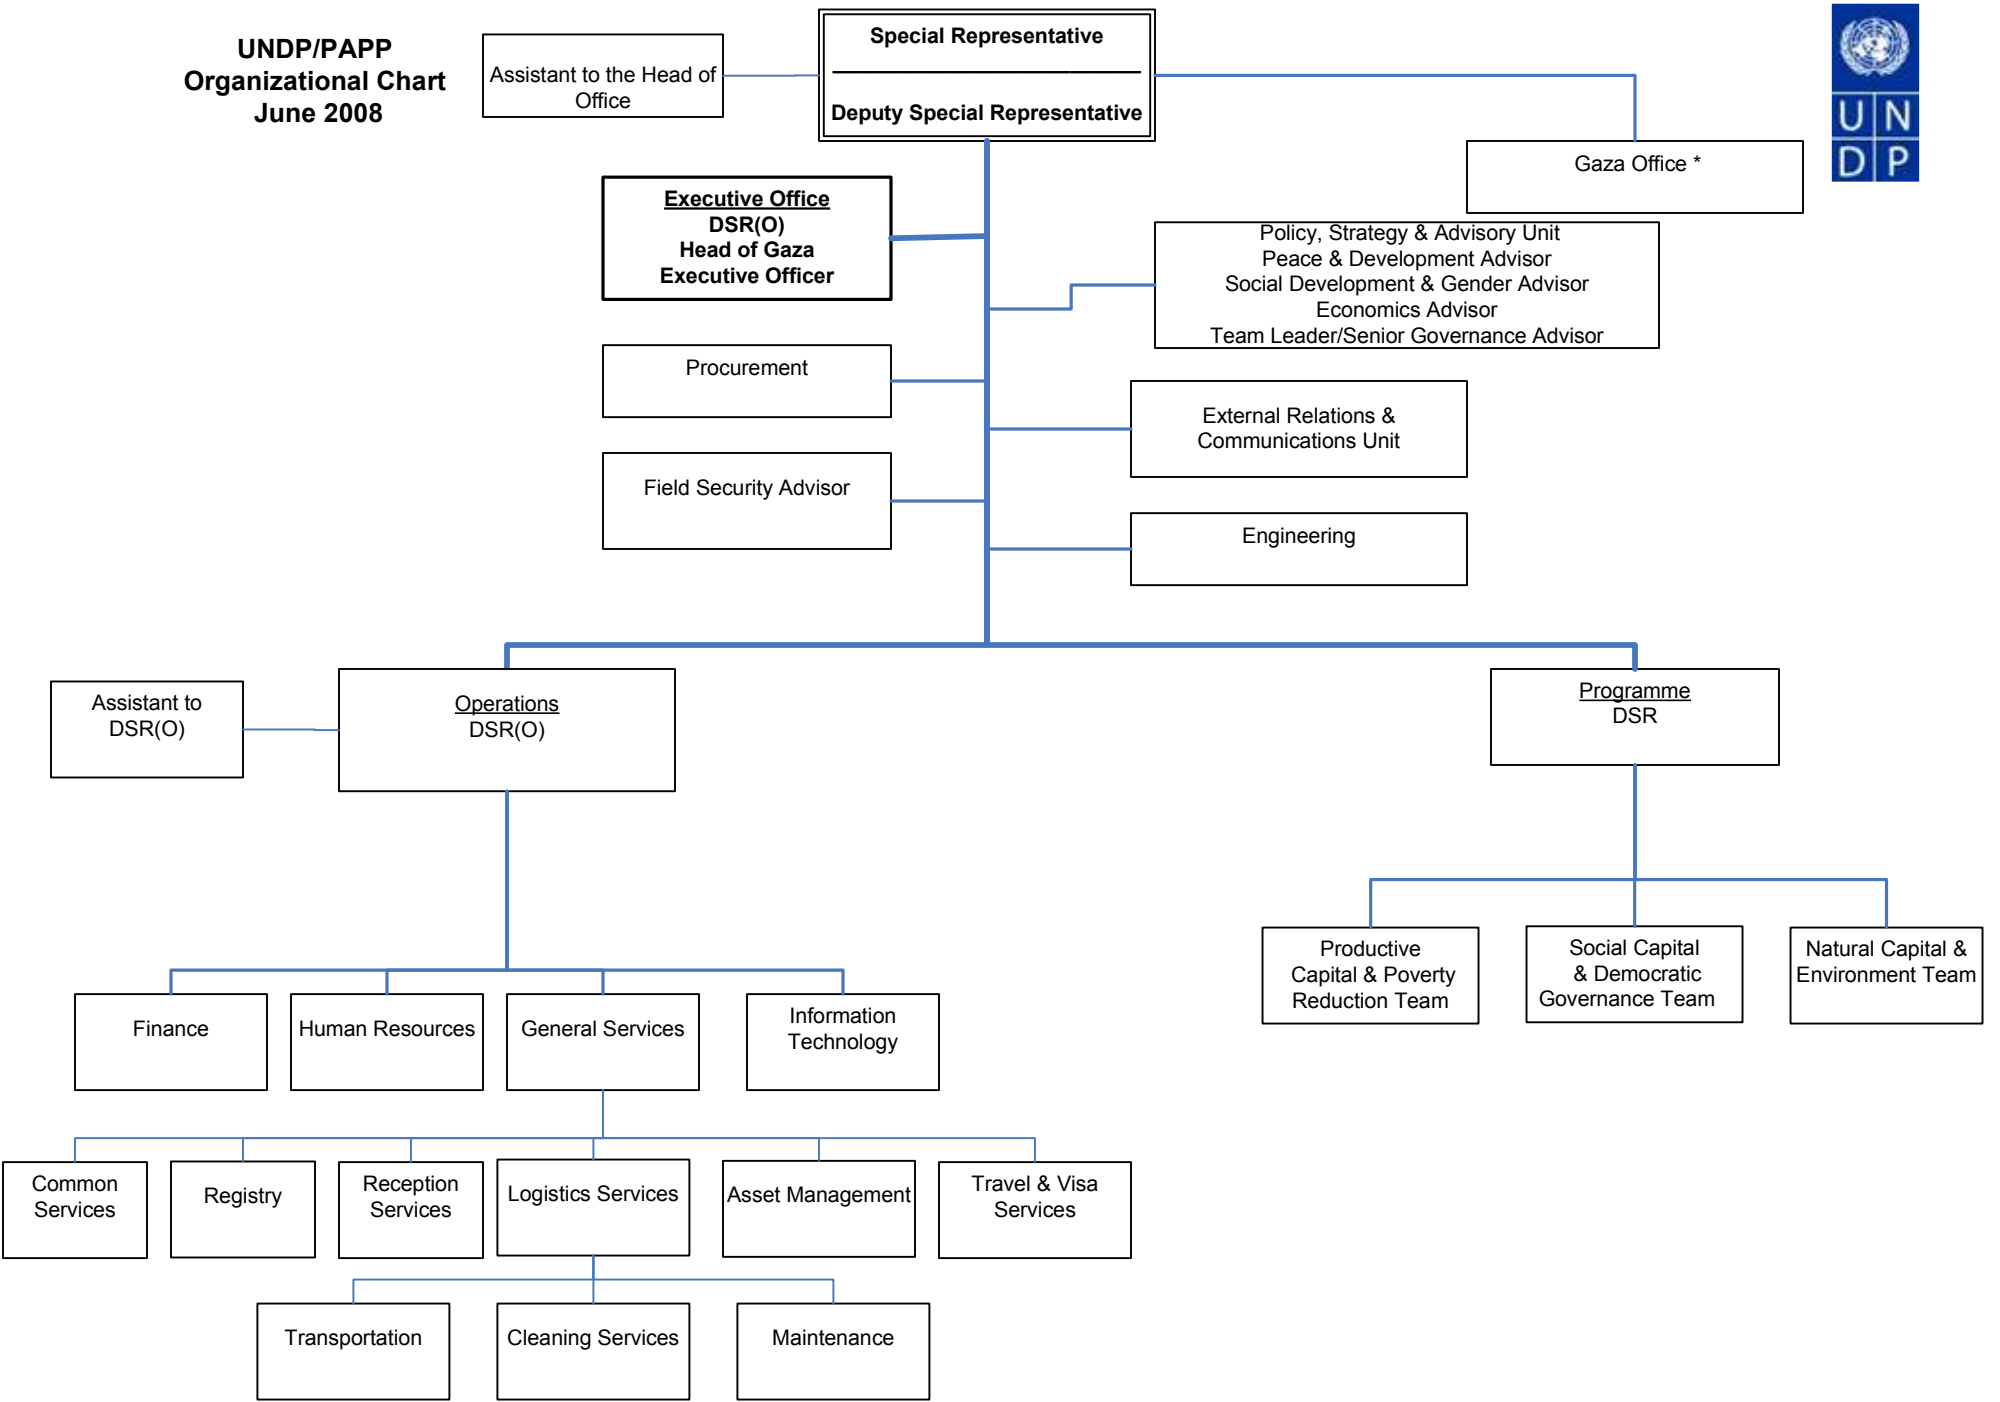 UNDP/PAPP
Organizational Chart
June 2008
Assistant to the Head of
Office
Special Representative
Deputy Special Representative
U N
D P
Gaza Office *
Executive Office
DSR(O)
Head of Gaza
Executive Officer
Policy, Strategy & Advisory Unit
Peace & Development Advisor
Social Development & Gender Advisor
Economics Advisor
Team Leader/Senior Governance Advisor
Procurement
External Relations &
Communications Unit
Field Security Advisor
Engineering
Assistant to
DSR(O)
Operations
DSR(O)
Programme
DSR
Productive
Capital & Poverty
Reduction Team
Social Capital
& Democratic
Governance Team
Natural Capital &
Environment Team
Finance
Human Resources
General Services
Information
Technology
Common
Services
Registry
Reception
Services
Logistics Services
Asset Management
Travel & Visa
Services
Transportation
Cleaning Services
Maintenance